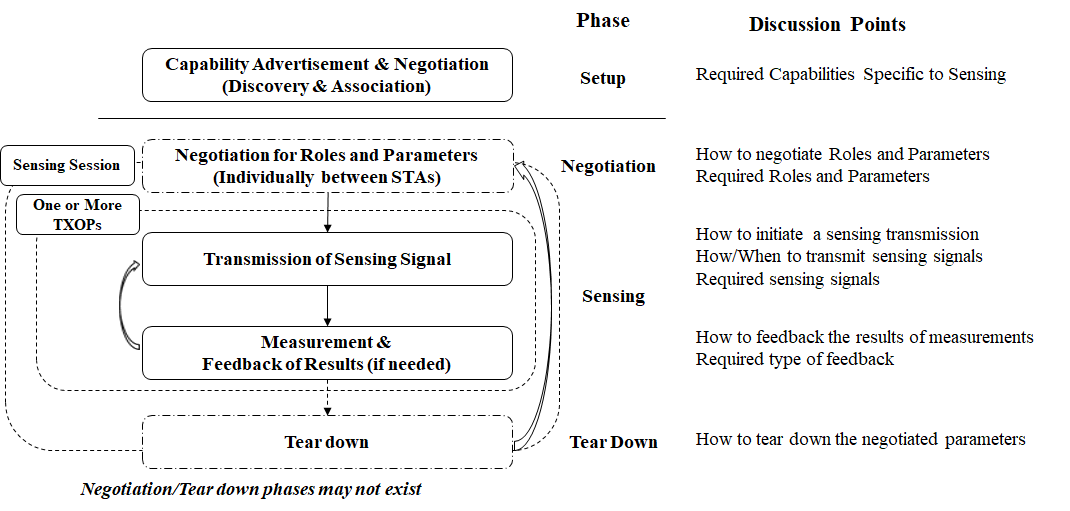 Phase
Discussion Points
Capability Advertisement & Negotiation
(Discovery & Association)
Setup
Required Capabilities Specific to Sensing
Sensing Session
Negotiation for Roles and Parameters
(Individually between STAs)
Negotiation
How to negotiate Roles and Parameters
Required Roles and Parameters
One or More
TXOPs
Transmission of Sensing Signal
Sensing
How to initiate a sensing transmission
How/When to transmit sensing signals
Required sensing signals
Measurement &
Feedback of Results (if needed)
How to feedback the results of measurements
Required type of feedback
Tear down
Tear Down
How to tear down the negotiated parameters
Negotiation/Tear down phases may not exist